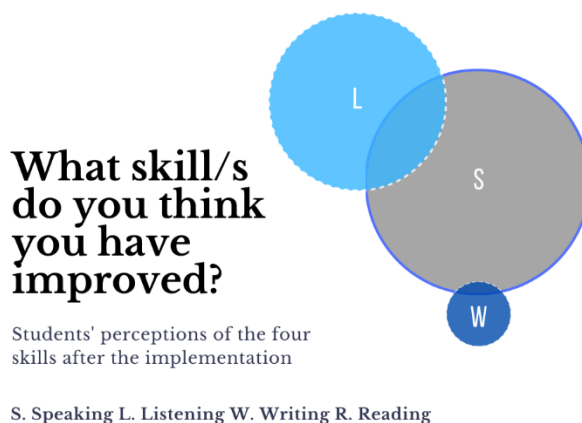 L
S
What skill/s
do you think
you have
improved?
W
Students' perceptions of the four
skills after the implementation
S. Speaking L. Listening W. Writing R. Reading